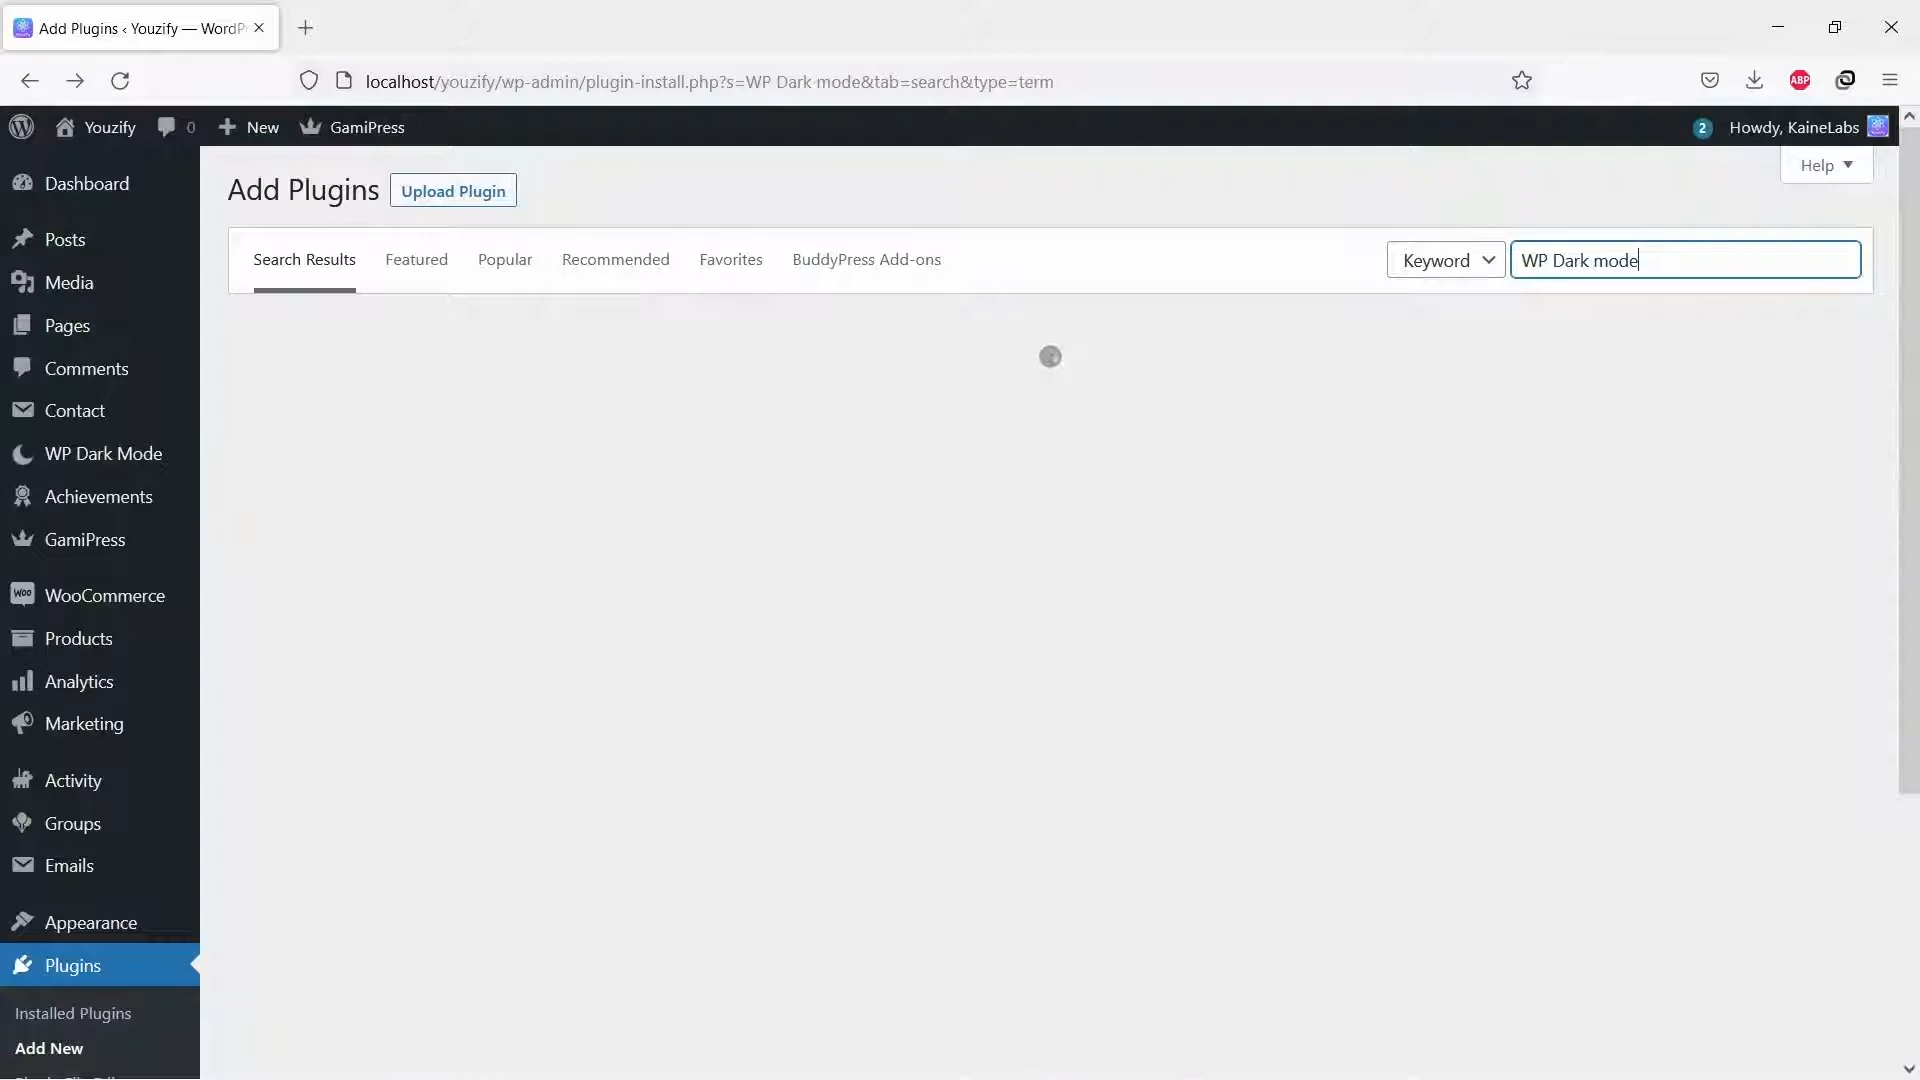 Add Plugins ‹ Youzify — WordP
localhost/youzify/wp-admin/plugin-install.php?s=WP Dark mode&tab=search&type=term
ABP
Youzify 0 New GamiPress 2 Howdy, KaineLabs
Help
Add Plugins Upload Plugin
Search Results Featured Popular Recommended Favorites BuddyPress Add-ons Keyword WP Dark mode
Dashboard
Posts
Media
Pages
Comments
Contact
WP Dark Mode
Achievements
GamiPress
Woo WooCommerce
Products
Analytics
Marketing
Activity
Groups
Emails
Appearance
Plugins
Installed Plugins
Add New